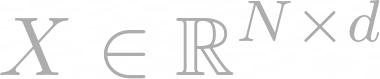 X ∈ ℝ^{N×d}